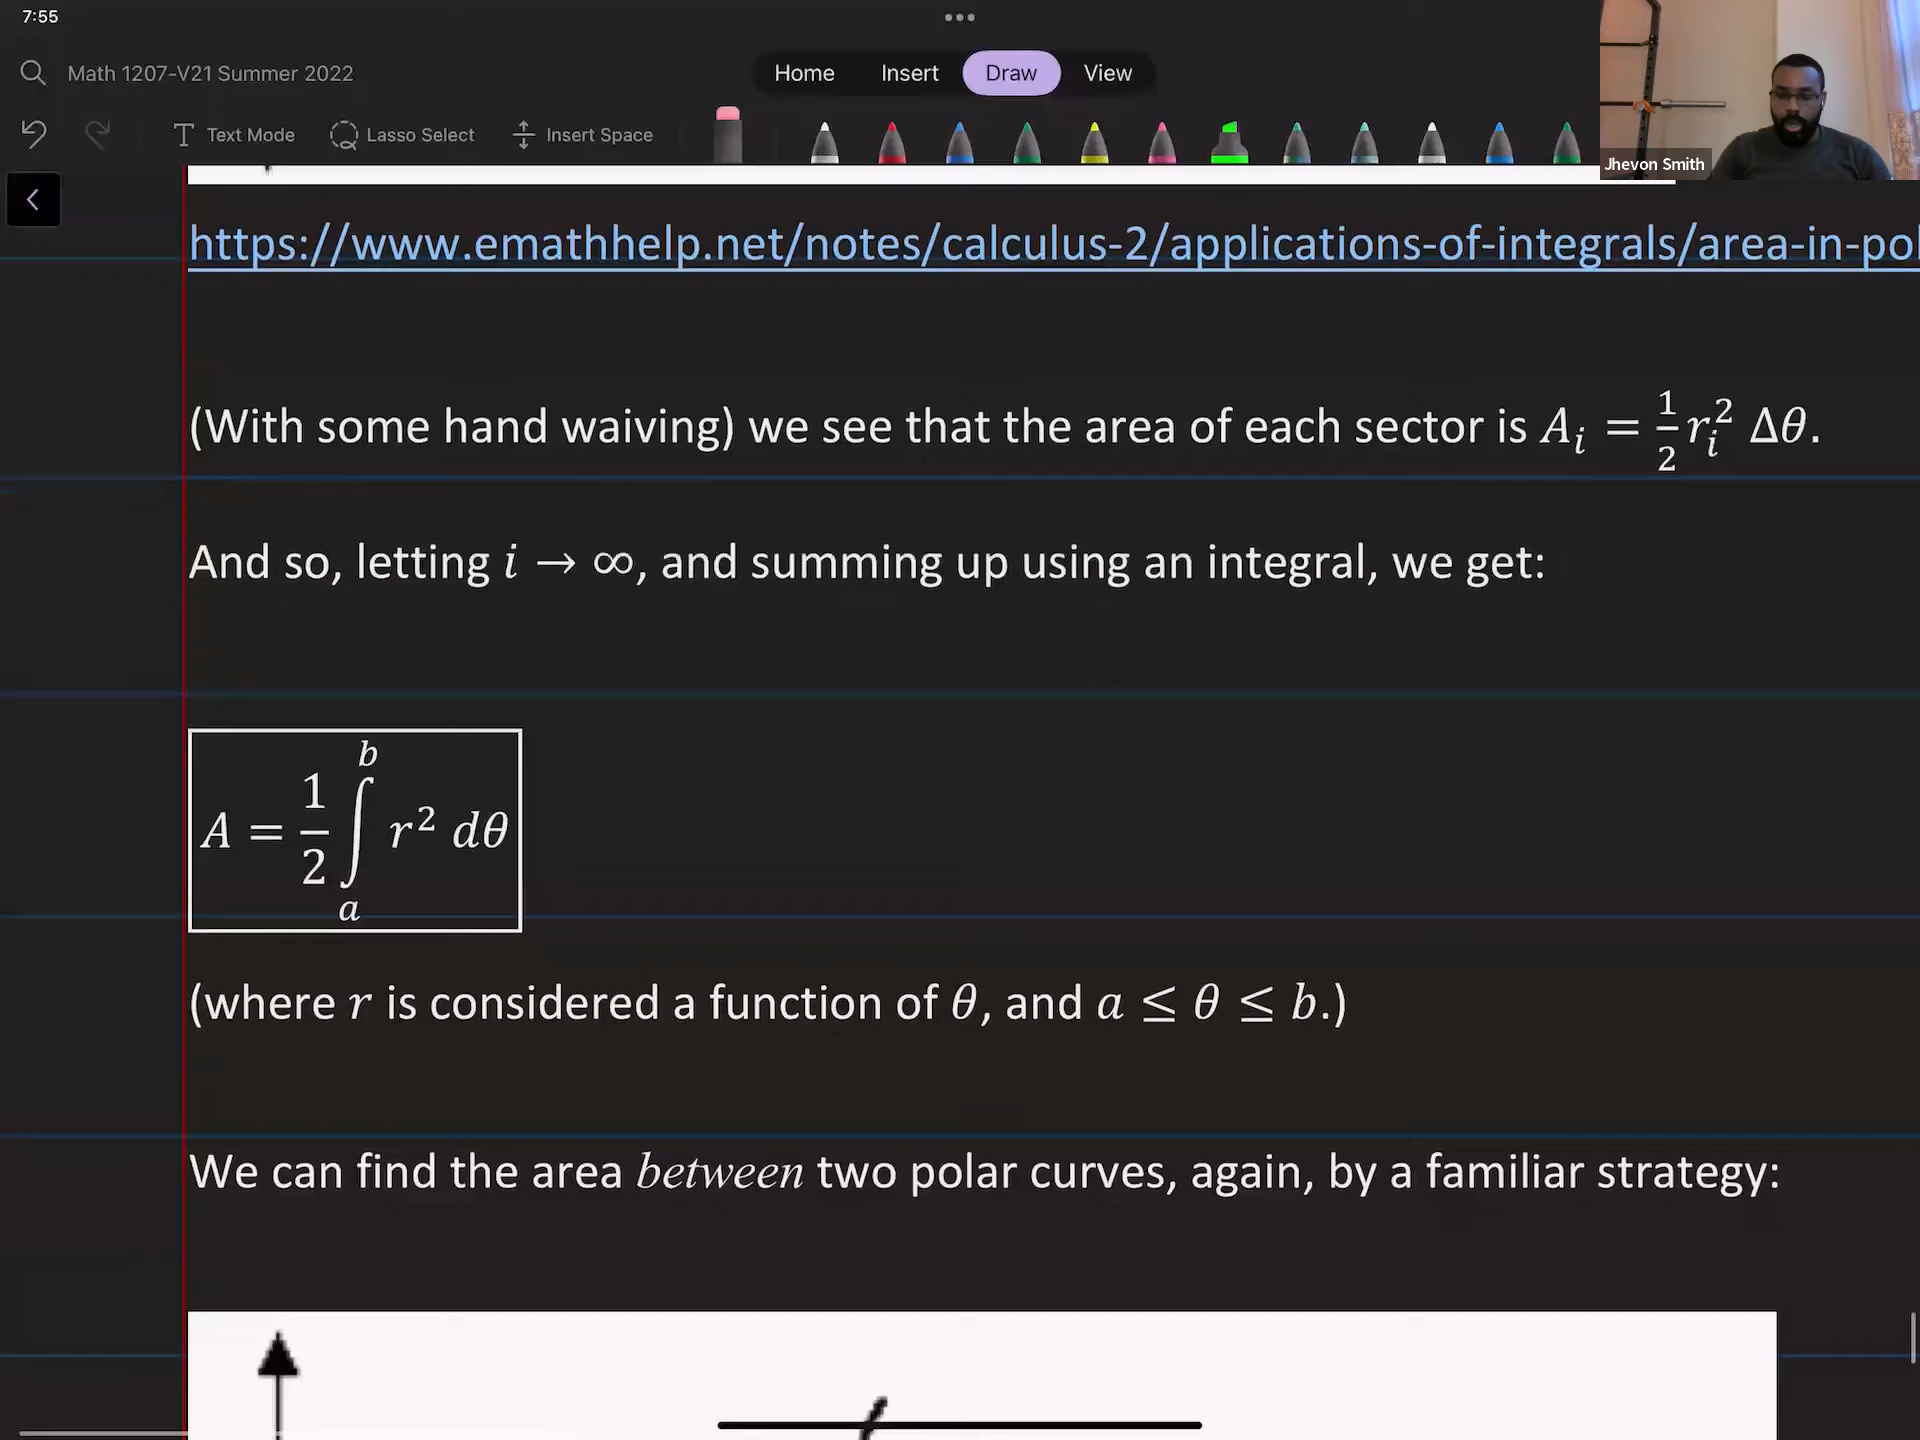 7:55
Math 1207-V21 Summer 2022
Home Insert Draw View
Text Mode Lasso Select Insert Space
Jhevon Smith
https://www.emathhelp.net/notes/calculus-2/applications-of-integrals/area-in-pol
(With some hand waiving) we see that the area of each sector is A_i = 1/2 r_i^2 Δθ.
And so, letting i → ∞, and summing up using an integral, we get:
A = 1/2 ∫_a^b r^2 dθ
(where r is considered a function of θ, and a ≤ θ ≤ b.)
We can find the area between two polar curves, again, by a familiar strategy: